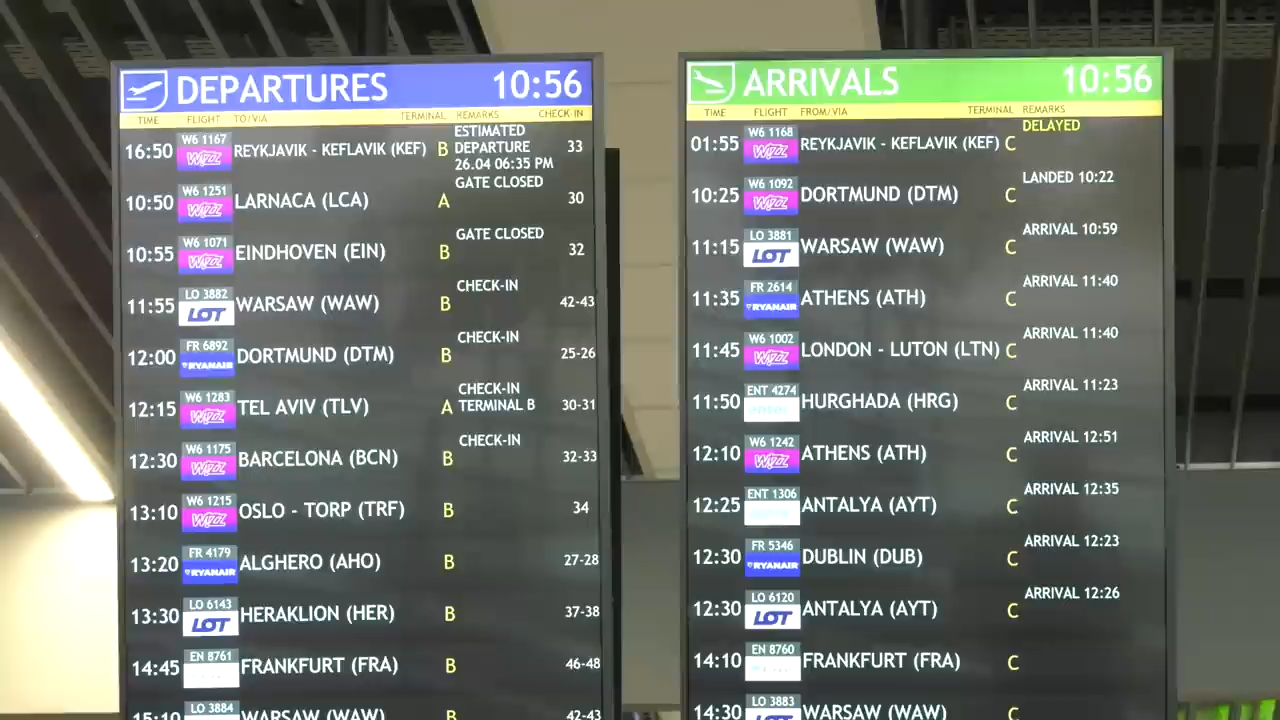 DEPARTURES 10:56
TIME FLIGHT TO/VIA TERMINAL REMARKS CHECK-IN
16:50 W6 1167 REYKJAVIK - KEFLAVIK (KEF) B ESTIMATED DEPARTURE 26.04 06:35 PM 33
10:50 W6 1251 LARNACA (LCA) A GATE CLOSED 30
10:55 W6 1071 EINDHOVEN (EIN) B GATE CLOSED 32
11:55 LO 3882 LOT WARSAW (WAW) B CHECK-IN 42-43
12:00 FR 6892 RYANAIR DORTMUND (DTM) B CHECK-IN 25-26
12:15 W6 1283 TEL AVIV (TLV) A CHECK-IN TERMINAL B 30-31
12:30 W6 1175 BARCELONA (BCN) B CHECK-IN 32-33
13:10 W6 1215 OSLO - TORP (TRF) B 34
13:20 FR 4179 RYANAIR ALGHERO (AHO) B 27-28
13:30 LO 6143 LOT HERAKLION (HER) B 37-38
14:45 EN 8761 FRANKFURT (FRA) B 46-48
15:10 LO 3884 WARSAW (WAW) B 42-43
ARRIVALS 10:56
TIME FLIGHT FROM/VIA TERMINAL REMARKS
01:55 W6 1168 REYKJAVIK - KEFLAVIK (KEF) C DELAYED
10:25 W6 1092 DORTMUND (DTM) C LANDED 10:22
11:15 LO 3881 LOT WARSAW (WAW) C ARRIVAL 10:59
11:35 FR 2614 RYANAIR ATHENS (ATH) C ARRIVAL 11:40
11:45 W6 1002 LONDON - LUTON (LTN) C ARRIVAL 11:40
11:50 ENT 4274 HURGHADA (HRG) C ARRIVAL 11:23
12:10 W6 1242 ATHENS (ATH) C ARRIVAL 12:51
12:25 ENT 1306 ANTALYA (AYT) C ARRIVAL 12:35
12:30 FR 5346 RYANAIR DUBLIN (DUB) C ARRIVAL 12:23
12:30 LO 6120 LOT ANTALYA (AYT) C ARRIVAL 12:26
14:10 EN 8760 FRANKFURT (FRA) C
14:30 LO 3883 WARSAW (WAW) C